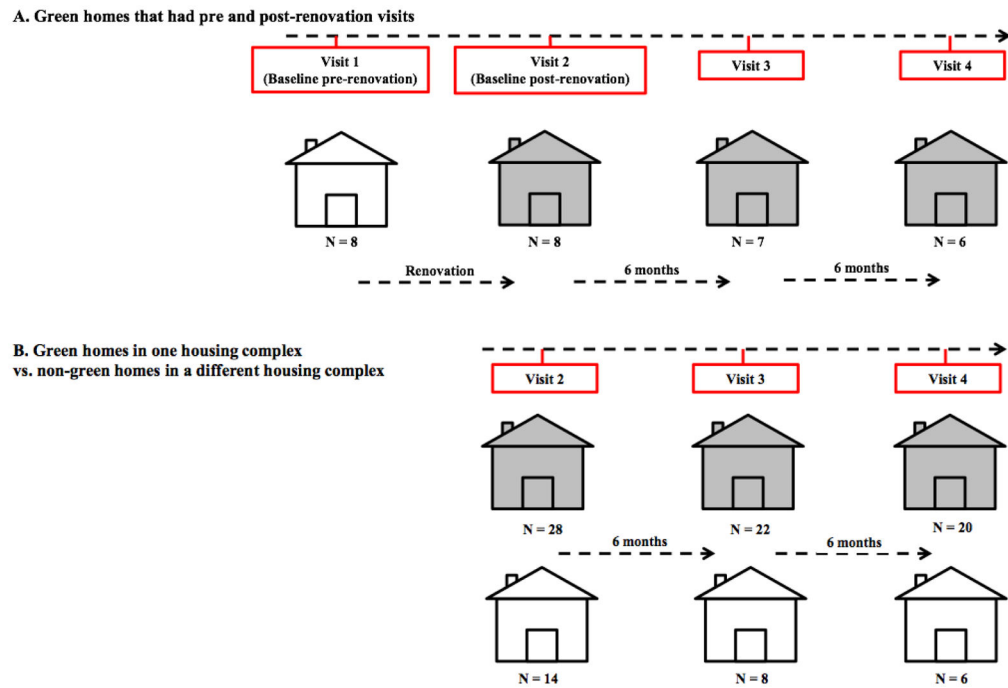 A. Green homes that had pre and post-renovation visits
Visit 1
(Baseline pre-renovation)
Visit 2
(Baseline post-renovation)
Visit 3
Visit 4
N = 8
N = 8
N = 7
N = 6
Renovation
6 months
6 months
B. Green homes in one housing complex
vs. non-green homes in a different housing complex
Visit 2
Visit 3
Visit 4
N = 28
N = 22
N = 20
6 months
6 months
N = 14
N = 8
N = 6